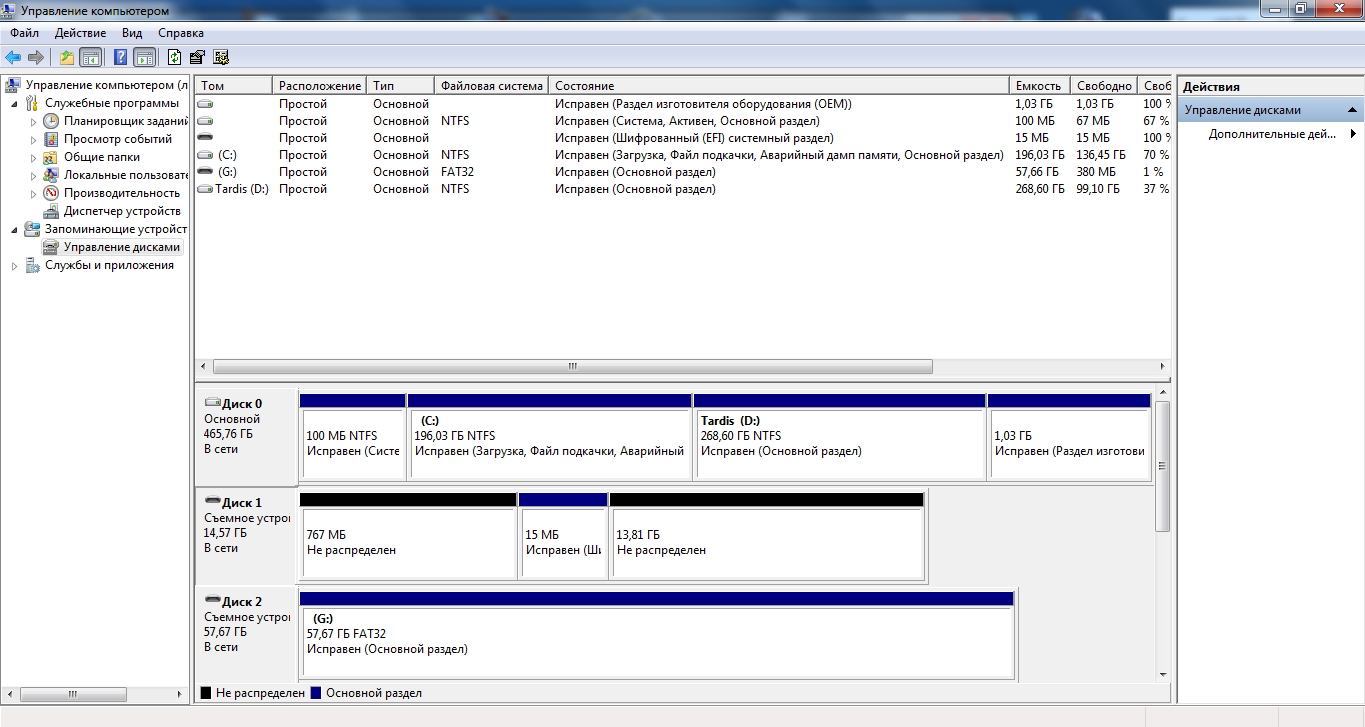 Управление компьютером
Файл Действие Вид Справка
Управление компьютером (л
Служебные программы
Планировщик заданий
Просмотр событий
Общие папки
Локальные пользовате
Производительность
Диспетчер устройств
Запоминающие устройст
Управление дисками
Службы и приложения
Том Расположение Тип Файловая система Состояние Емкость Свободно Своб
Простой Основной Исправен (Раздел изготовителя оборудования (OEM)) 1,03 ГБ 1,03 ГБ 100 %
Простой Основной NTFS Исправен (Система, Активен, Основной раздел) 100 МБ 67 МБ 67 %
Простой Основной Исправен (Шифрованный (EFI) системный раздел) 15 МБ 15 МБ 100 %
(C:) Простой Основной NTFS Исправен (Загрузка, Файл подкачки, Аварийный дамп памяти, Основной раздел) 196,03 ГБ 136,45 ГБ 70 %
(G:) Простой Основной FAT32 Исправен (Основной раздел) 57,66 ГБ 380 МБ 1 %
Tardis (D:) Простой Основной NTFS Исправен (Основной раздел) 268,60 ГБ 99,10 ГБ 37 %
Действия
Управление дисками
Дополнительные дей...
Диск 0
Основной
465,76 ГБ
В сети
100 МБ NTFS
Исправен (Систе
(C:)
196,03 ГБ NTFS
Исправен (Загрузка, Файл подкачки, Аварийный
Tardis (D:)
268,60 ГБ NTFS
Исправен (Основной раздел)
1,03 ГБ
Исправен (Раздел изготови
Диск 1
Съемное устро
14,57 ГБ
В сети
767 МБ
Не распределен
15 МБ
Исправен (Ши
13,81 ГБ
Не распределен
Диск 2
Съемное устро
57,67 ГБ
В сети
(G:)
57,67 ГБ FAT32
Исправен (Основной раздел)
Не распределен Основной раздел